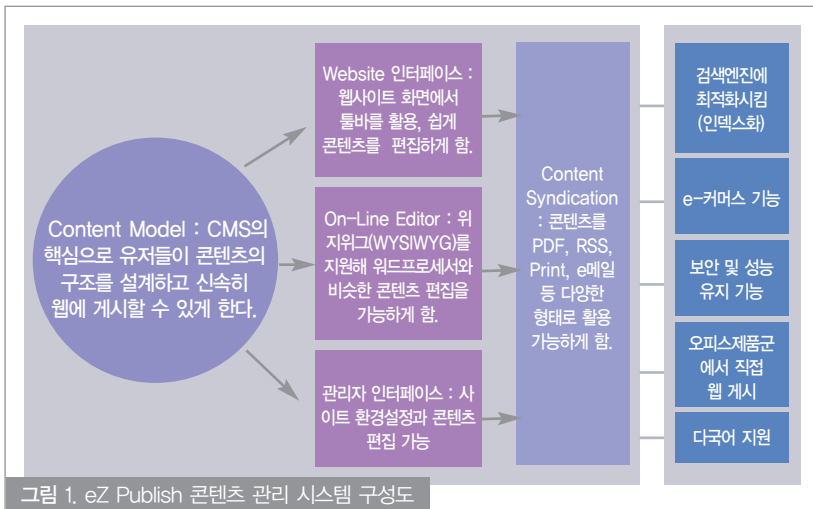 Content Model : CMS의
핵심으로 유저들이 콘텐츠의
구조를 설계하고 신속히
웹에 게시할 수 있게 한다.
Website 인터페이스 :
웹사이트 화면에서
툴바를 활용, 쉽게
콘텐츠를 편집하게 함.
On-Line Editor : 위
지위그(WYSIWYG)를
지원해 워드프로세서와
비슷한 콘텐츠 편집을
가능하게 함.
관리자 인터페이스 : 사
이트 환경설정과 콘텐츠
편집 가능
Content
Syndication
: 콘텐츠를
PDF, RSS,
Print, e메일
등 다양한
형태로 활용
가능하게 함.
검색엔진에
최적화시킴
(인덱스화)
e-커머스 기능
보안 및 성능
유지 기능
오피스제품군
에서 직접
웹 게시
다국어 지원
그림 1. eZ Publish 콘텐츠 관리 시스템 구성도